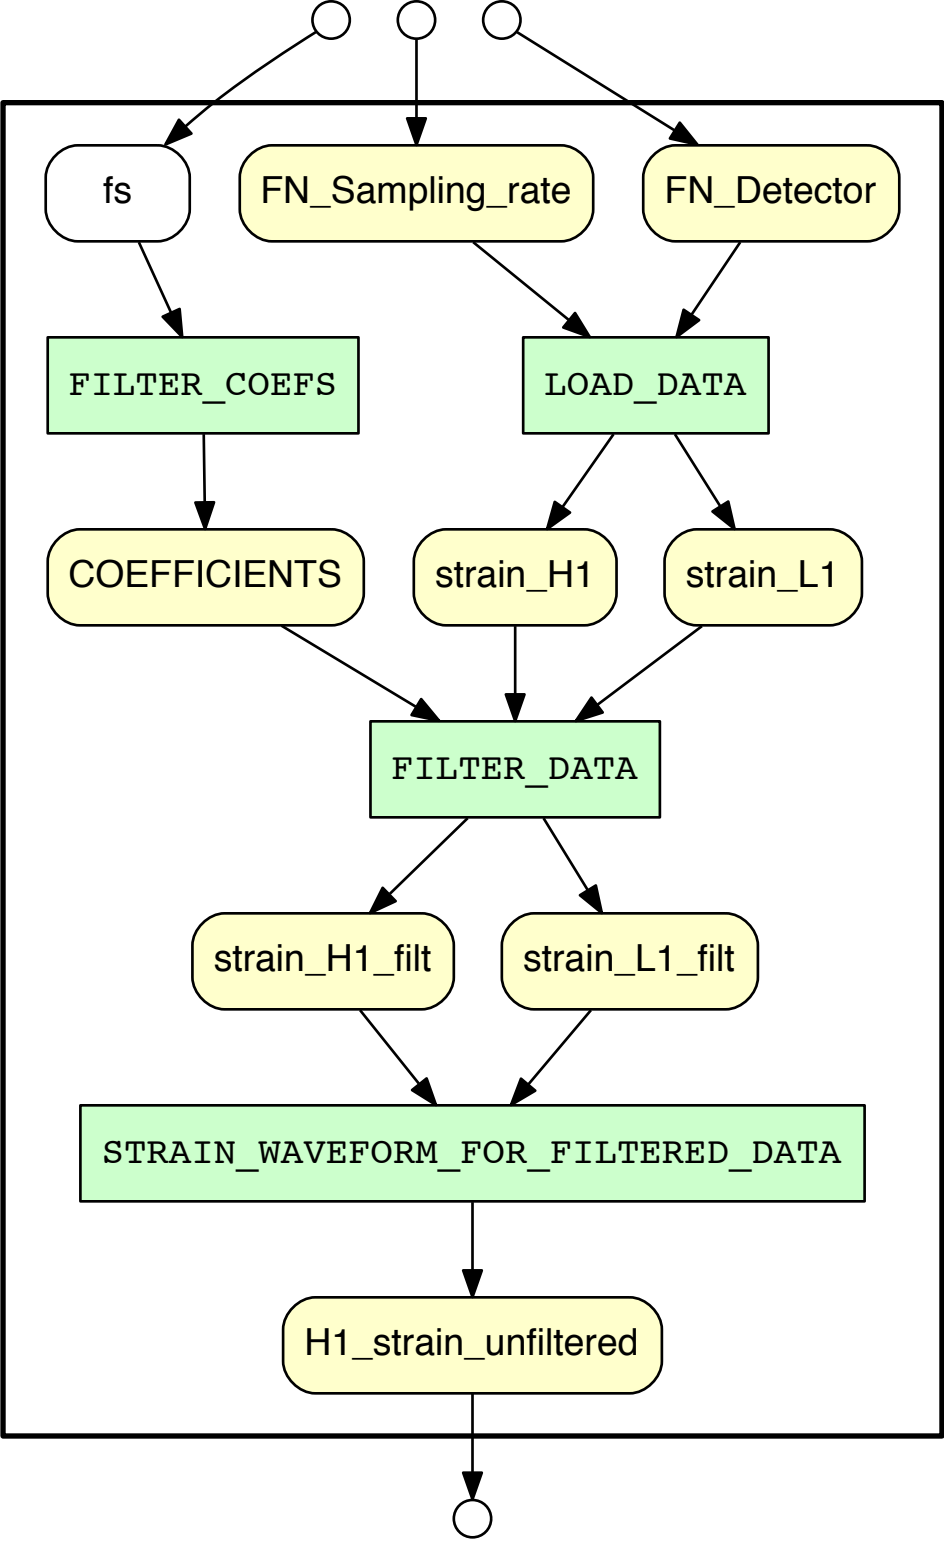 fs
FN_Sampling_rate
FN_Detector
FILTER_COEFS
LOAD_DATA
COEFFICIENTS
strain_H1
strain_L1
FILTER_DATA
strain_H1_filt
strain_L1_filt
STRAIN_WAVEFORM_FOR_FILTERED_DATA
H1_strain_unfiltered